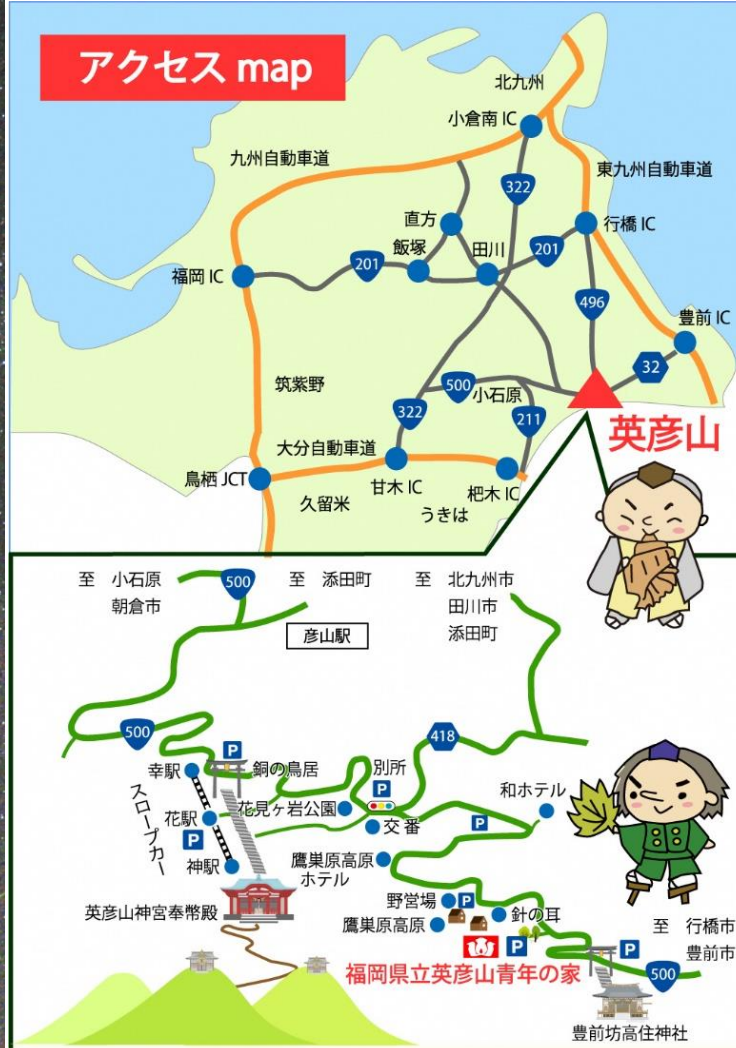 アクセス map
北九州
小倉南 IC
九州自動車道
322
東九州自動車道
直方
行橋 IC
飯塚
田川
201
201
福岡 IC
496
豊前 IC
32
筑紫野
500
小石原
322
211
英彦山
大分自動車道
鳥栖 JCT
甘木 IC
杷木 IC
久留米
うきは
至 小石原
朝倉市
500
至 添田町
至 北九州市
田川市
添田町
彦山駅
500
418
P
幸駅
銅の鳥居
別所
P
スロープカー
花駅
花見ヶ岩公園
和ホテル
P
交番
P
神駅
鷹巣原高原
ホテル
英彦山神宮奉幣殿
野営場
P
針の耳
鷹巣原高原
至 行橋市
豊前市
P
P
福岡県立英彦山青年の家
500
豊前坊高住神社